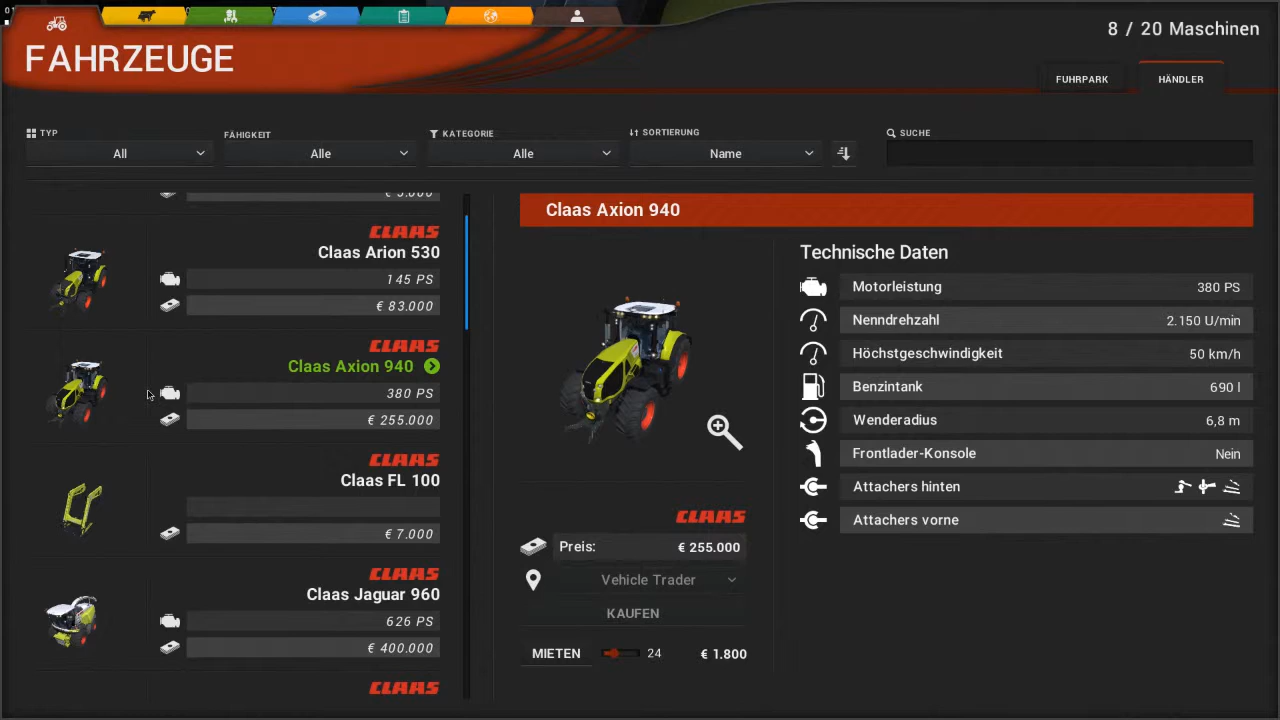 FAHRZEUGE
8 / 20 Maschinen
FUHRPARK
HÄNDLER
TYP
FÄHIGKEIT
KATEGORIE
SORTIERUNG
SUCHE
All
Alle
Alle
Name
CLAAS
Claas Arion 530
145 PS
€ 83.000
CLAAS
Claas Axion 940
380 PS
€ 255.000
CLAAS
Claas FL 100
€ 7.000
CLAAS
Claas Jaguar 960
626 PS
€ 400.000
CLAAS
Claas Axion 940
CLAAS
Preis: € 255.000
Vehicle Trader
KAUFEN
MIETEN 24 € 1.800
Technische Daten
Motorleistung 380 PS
Nenndrehzahl 2.150 U/min
Höchstgeschwindigkeit 50 km/h
Benzintank 690 l
Wenderadius 6,8 m
Frontlader-Konsole Nein
Attachers hinten
Attachers vorne